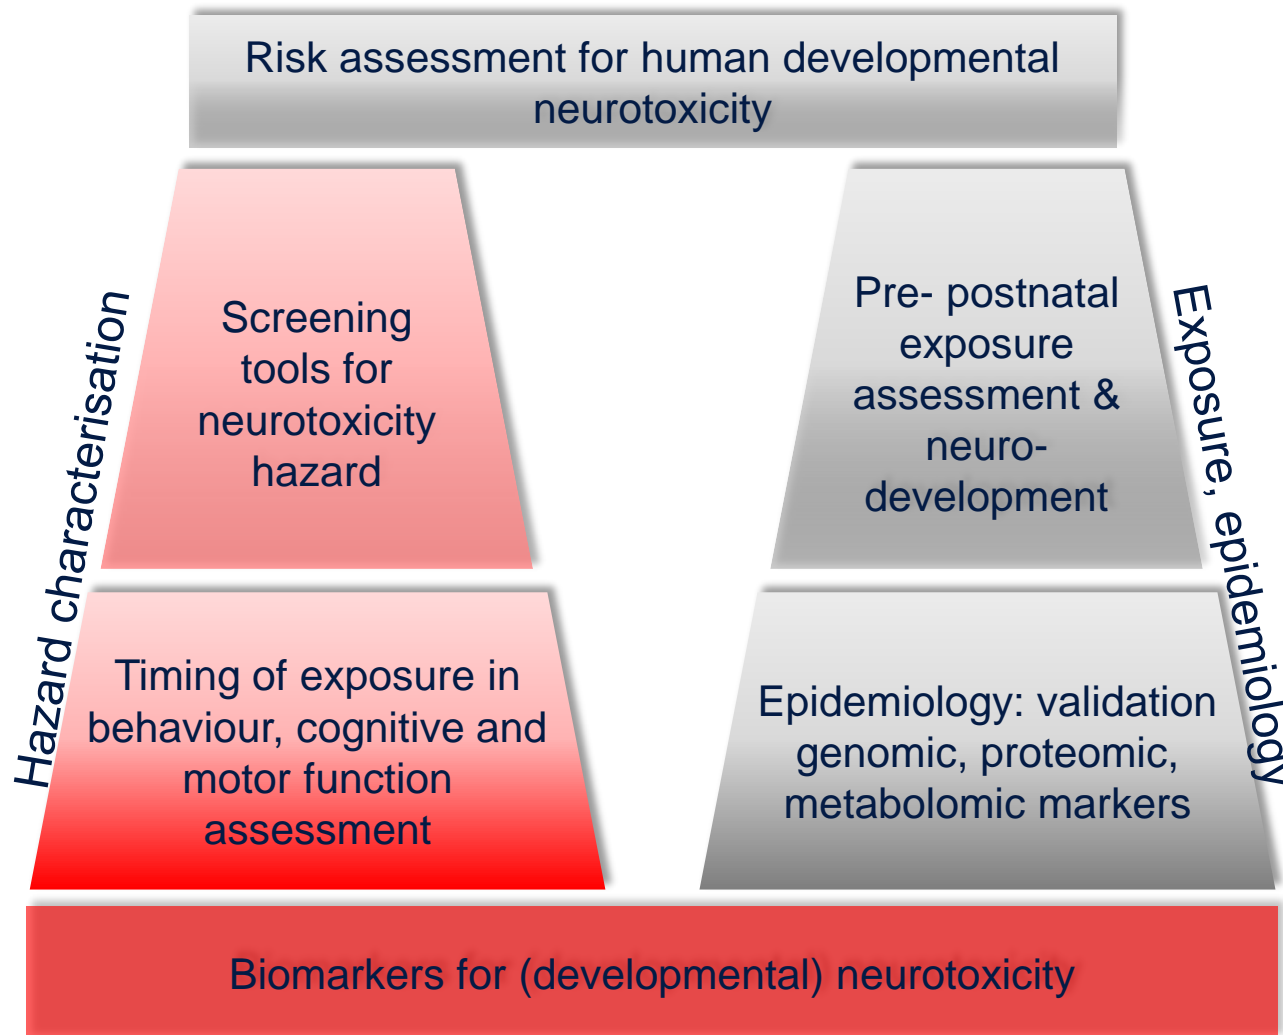 Risk assessment for human developmental
neurotoxicity
Hazard characterisation
Screening
tools for
neurotoxicity
hazard
Pre- postnatal
exposure
assessment &
neuro-
development
Exposure, epidemiology
Timing of exposure in
behaviour, cognitive and
motor function
assessment
Epidemiology: validation
genomic, proteomic,
metabolomic markers
Biomarkers for (developmental) neurotoxicity